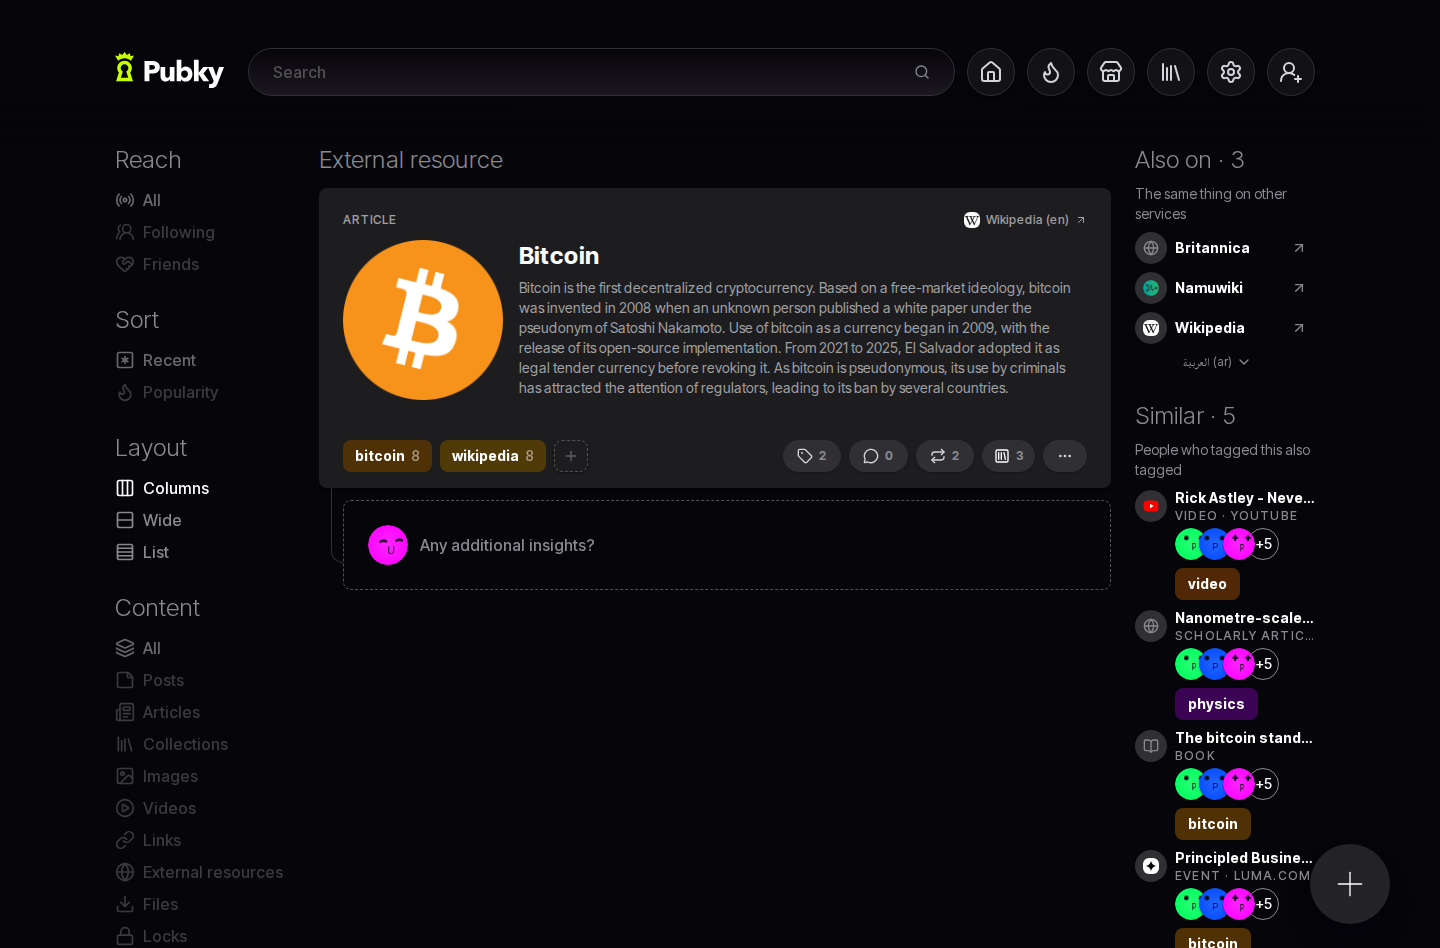 Pubky
Search
Reach
All
Following
Friends
Sort
Recent
Popularity
Layout
Columns
Wide
List
Content
All
Posts
Articles
Collections
Images
Videos
Links
External resources
Files
Locks
External resource
ARTICLE
Wikipedia (en)
Bitcoin
Bitcoin is the first decentralized cryptocurrency. Based on a free-market ideology, bitcoin
was invented in 2008 when an unknown person published a white paper under the
pseudonym of Satoshi Nakamoto. Use of bitcoin as a currency began in 2009, with the
release of its open-source implementation. From 2021 to 2025, El Salvador adopted it as
legal tender currency before revoking it. As bitcoin is pseudonymous, its use by criminals
has attracted the attention of regulators, leading to its ban by several countries.
bitcoin 8 wikipedia 8
2 0 2 3
Any additional insights?
Also on · 3
The same thing on other
services
Britannica
Namuwiki
Wikipedia
العربية (ar)
Similar · 5
People who tagged this also
tagged
Rick Astley - Neve...
VIDEO · YOUTUBE
+5
video
Nanometre-scale...
SCHOLARLY ARTIC...
+5
physics
The bitcoin stand...
BOOK
+5
bitcoin
Principled Busine...
EVENT · LUMA.COM
+5
bitcoin